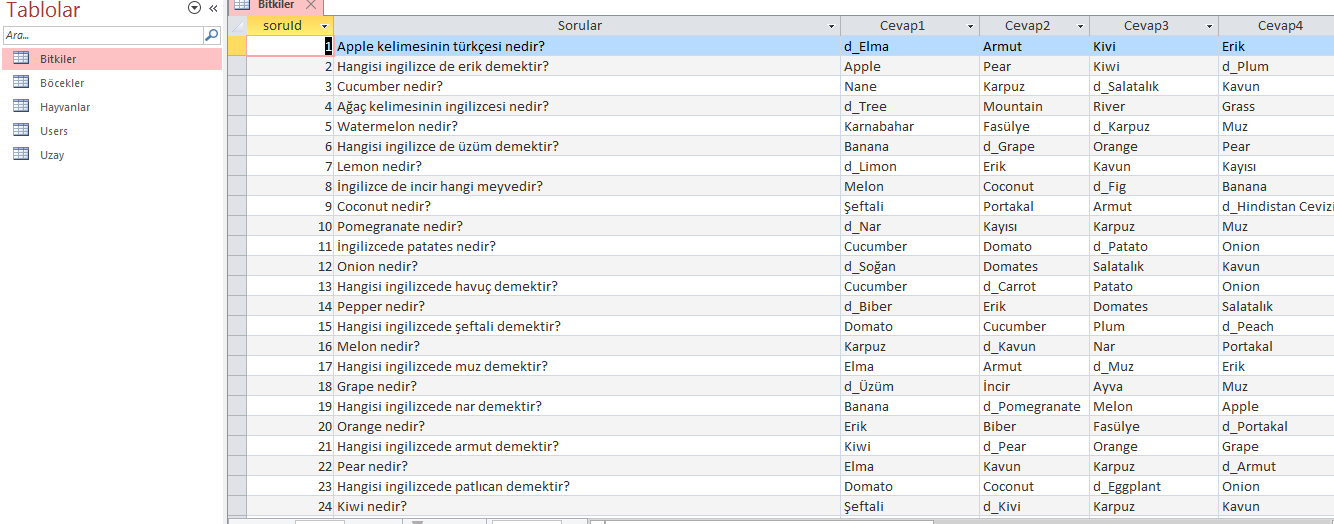 Tablolar
Ara...
Bitkiler
Böcekler
Hayvanlar
Users
Uzay
Bitkiler
soruId Sorular Cevap1 Cevap2 Cevap3 Cevap4
1 Apple kelimesinin türkçesi nedir? d_Elma Armut Kivi Erik
2 Hangisi ingilizce de erik demektir? Apple Pear Kiwi d_Plum
3 Cucumber nedir? Nane Karpuz d_Salatalık Kavun
4 Ağaç kelimesinin ingilizcesi nedir? d_Tree Mountain River Grass
5 Watermelon nedir? Karnabahar Fasülye d_Karpuz Muz
6 Hangisi ingilizce de üzüm demektir? Banana d_Grape Orange Pear
7 Lemon nedir? d_Limon Erik Kavun Kayısı
8 İngilizce de incir hangi meyvedir? Melon Coconut d_Fig Banana
9 Coconut nedir? Şeftali Portakal Armut d_Hindistan Cevizi
10 Pomegranate nedir? d_Nar Kayısı Karpuz Muz
11 İngilizcede patates nedir? Cucumber Domato d_Patato Onion
12 Onion nedir? d_Soğan Domates Salatalık Kavun
13 Hangisi ingilizcede havuç demektir? Cucumber d_Carrot Patato Onion
14 Pepper nedir? d_Biber Erik Domates Salatalık
15 Hangisi ingilizcede şeftali demektir? Domato Cucumber Plum d_Peach
16 Melon nedir? Karpuz d_Kavun Nar Portakal
17 Hangisi ingilizcede muz demektir? Elma Armut d_Muz Erik
18 Grape nedir? d_Üzüm İncir Ayva Muz
19 Hangisi ingilizcede nar demektir? Banana d_Pomegranate Melon Apple
20 Orange nedir? Erik Biber Fasülye d_Portakal
21 Hangisi ingilizcede armut demektir? Kiwi d_Pear Orange Grape
22 Pear nedir? Elma Kavun Karpuz d_Armut
23 Hangisi ingilizcede patlıcan demektir? Domato Coconut d_Eggplant Onion
24 Kiwi nedir? Şeftali d_Kivi Karpuz Kavun